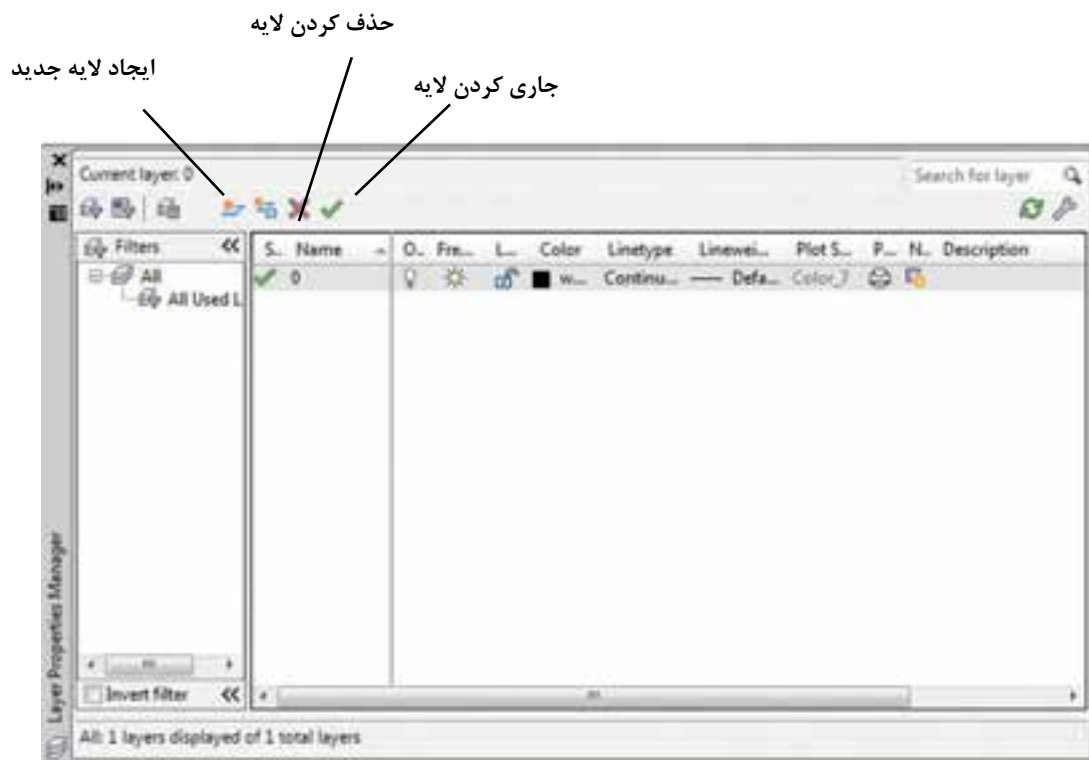 حذف کردن لایه
ایجاد لایه جدید
جاری کردن لایه
Current layer: 0
Search for layer
Filters
S.. Name O.. Fre... L... Color Linetype Linewei... Plot S... P... N.. Description
All
0 w... Continu... Defa... Color_7
All Used L
Invert filter
Layer Properties Manager
All: 1 layers displayed of 1 total layers